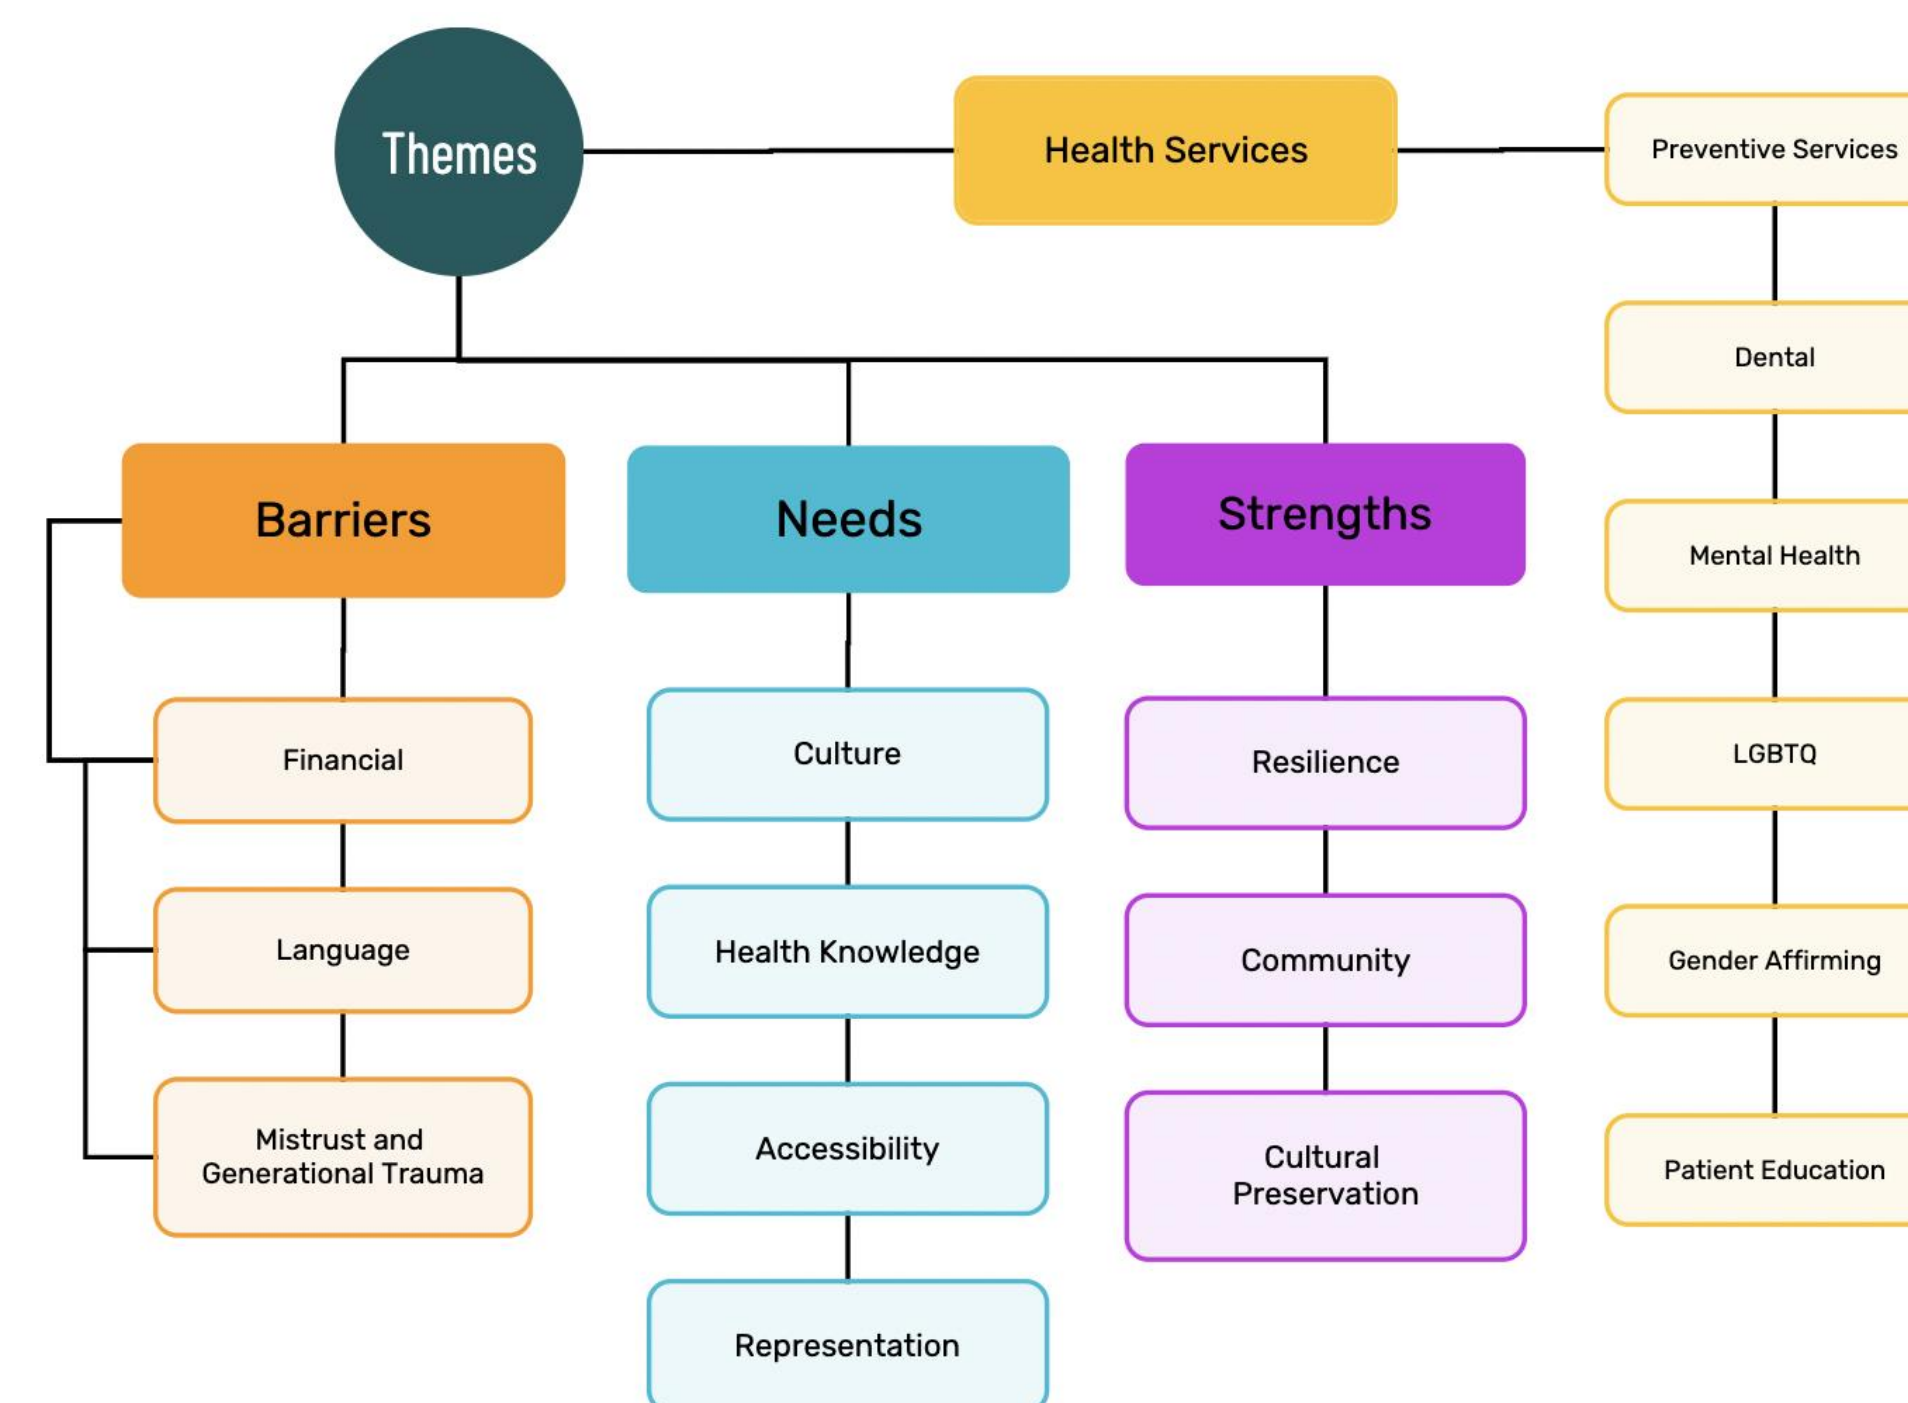 Themes
Health Services
Preventive Services
Dental
Mental Health
LGBTQ
Gender Affirming
Patient Education
Barriers
Financial
Language
Mistrust and
Generational Trauma
Needs
Culture
Health Knowledge
Accessibility
Representation
Strengths
Resilience
Community
Cultural
Preservation